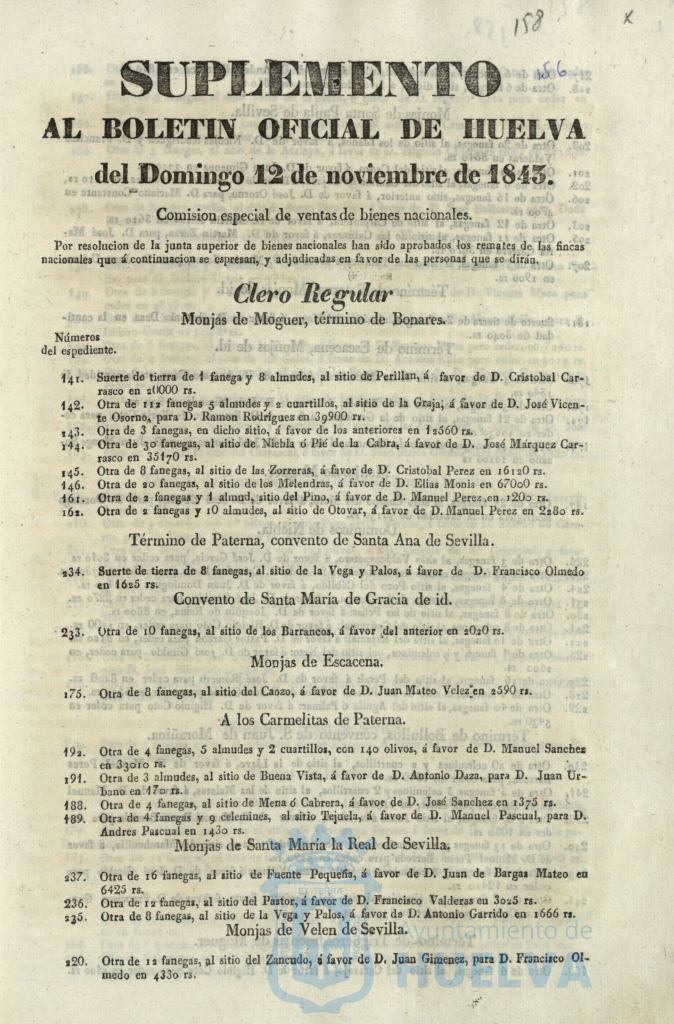 158 x
156
SUPLEMENTO
AL BOLETIN OFICIAL DE HUELVA
del Domingo 12 de noviembre de 1843.
Comision especial de ventas de bienes nacionales.
Por resolucion de la junta superior de bienes nacionales han sido aprobados los remates de las fincas
nacionales que á continuacion se espresan, y adjudicadas en favor de las personas que se dirán.
Clero Regular
Monjas de Moguer, término de Bonares.
Números
del espediente.
141. Suerte de tierra de 1 fanega y 8 almudes, al sitio de Perillan, á favor de D. Cristobal Car-
rasco en 20000 rs.
142. Otra de 112 fanegas 5 almudes y 2 cuartillos, al sitio de la Graja, á favor de D. José Vicen-
te Osorno, para D. Ramon Rodriguez en 39900 rs.
143. Otra de 3 fanegas, en dicho sitio, á favor de los anteriores en 12560 rs.
144. Otra de 30 fanegas, al sitio de Niebla ó Pié de la Cabra, á favor de D. José Marquez Car-
rasco en 35170 rs.
145. Otra de 8 fanegas, al sitio de las Zorreras, á favor de D. Cristobal Perez en 16120 rs.
146. Otra de 20 fanegas, al sitio de los Melendras, á favor de D. Elias Monis en 67000 rs.
161. Otra de 2 fanegas y 1 almud, sitio del Pino, á favor de D. Manuel Perez en 1200 rs.
162. Otra de 2 fanegas y 10 almudes, al sitio de Otovar, á favor de D. Manuel Perez en 2280 rs.
Término de Paterna, convento de Santa Ana de Sevilla.
234. Suerte de tierra de 8 fanegas, al sitio de la Vega y Palos, á favor de D. Francisco Olmedo
en 1625 rs.
Convento de Santa María de Gracia de id.
233. Otra de 10 fanegas, al sitio de los Barrancos, á favor del anterior en 2020 rs.
Monjas de Escacena.
175. Otra de 8 fanegas, al sitio del Caozo, á favor de D. Juan Mateo Velez en 2590 rs.
A los Carmelitas de Paterna.
192. Otra de 4 fanegas, 5 almudes y 2 cuartillos, con 140 olivos, á favor de D. Manuel Sanchez
en 33010 rs.
191. Otra de 3 almudes, al sitio de Buena Vista, á favor de D. Antonio Daza, para D. Juan Ur-
bano en 170 rs.
188. Otra de 4 fanegas, al sitio de Mena ó Cabrera, á favor de D. José Sanchez en 1375 rs.
189. Otra de 4 fanegas y 9 celemines, al sitio Tejuela, á favor de D. Manuel Pascual, para D.
Andres Pascual en 1430 rs.
Monjas de Santa María la Real de Sevilla.
237. Otra de 16 fanegas, al sitio de Fuente Pequeña, á favor de D. Juan de Bargas Mateo en
6425 rs.
236. Otra de 12 fanegas, al sitio del Pastor, á favor de D. Francisco Valderas en 3025 rs.
235. Otra de 8 fanegas, al sitio de la Vega y Palos, á favor de D. Antonio Garrido en 1666 rs.
Monjas de Velen de Sevilla.
220. Otra de 12 fanegas, al sitio del Zancudo, á favor de D. Juan Gimenez, para D. Francisco Ol-
medo en 4330 rs.
Ayuntamiento de
HUELVA